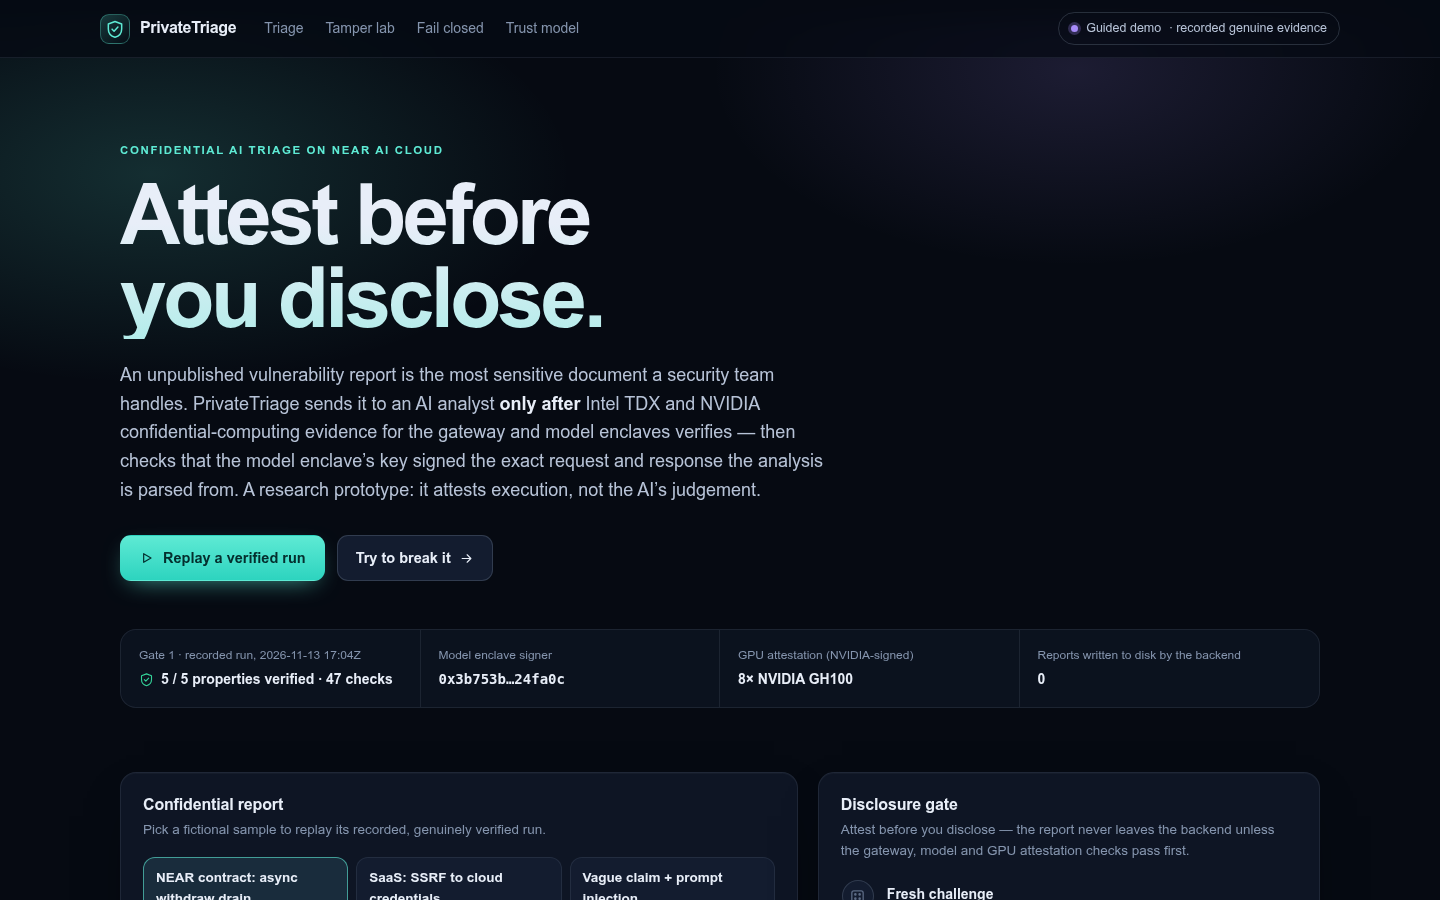 PrivateTriage
Triage
Tamper lab
Fail closed
Trust model
Guided demo · recorded genuine evidence
CONFIDENTIAL AI TRIAGE ON NEAR AI CLOUD
Attest before
you disclose.
An unpublished vulnerability report is the most sensitive document a security team
handles. PrivateTriage sends it to an AI analyst only after Intel TDX and NVIDIA
confidential-computing evidence for the gateway and model enclaves verifies — then
checks that the model enclave’s key signed the exact request and response the analysis
is parsed from. A research prototype: it attests execution, not the AI’s judgement.
Replay a verified run
Try to break it →
Gate 1 · recorded run, 2026-11-13 17:04Z
5 / 5 properties verified · 47 checks
Model enclave signer
0x3b753b…24fa0c
GPU attestation (NVIDIA-signed)
8× NVIDIA GH100
Reports written to disk by the backend
0
Confidential report
Pick a fictional sample to replay its recorded, genuinely verified run.
NEAR contract: async
withdraw drain
SaaS: SSRF to cloud
credentials
Vague claim + prompt
injection
Disclosure gate
Attest before you disclose — the report never leaves the backend unless
the gateway, model and GPU attestation checks pass first.
Fresh challenge